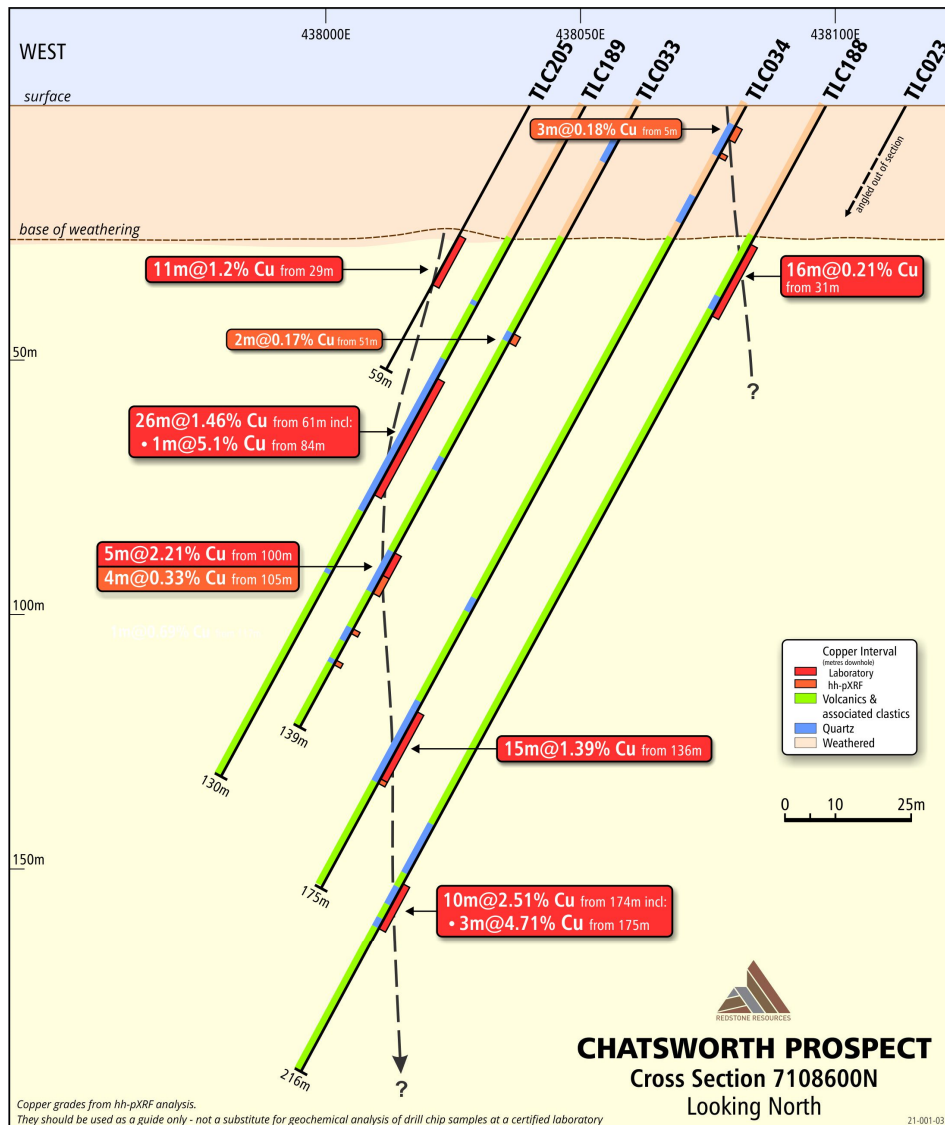 438000E
438050E
438100E
WEST
TLC205
TLC189
TLC033
TLC034
TLC188
TLC023
surface
3m@0.18% Cu from 5m
angled out of section
base of weathering
11m@1.2% Cu from 29m
16m@0.21% Cu
from 31m
2m@0.17% Cu from 51m
50m
59m
?
26m@1.46% Cu from 61m incl:
• 1m@5.1% Cu from 84m
5m@2.21% Cu from 100m
4m@0.33% Cu from 105m
100m
Copper Interval
(metres downhole)
Laboratory
hh-pXRF
Volcanics &
associated clastics
Quartz
Weathered
139m
15m@1.39% Cu from 136m
130m
0 10 25m
150m
175m
10m@2.51% Cu from 174m incl:
• 3m@4.71% Cu from 175m
REDSTONE RESOURCES
CHATSWORTH PROSPECT
Cross Section 7108600N
Looking North
216m
?
Copper grades from hh-pXRF analysis.
They should be used as a guide only - not a substitute for geochemical analysis of drill chip samples at a certified laboratory
21-001-03